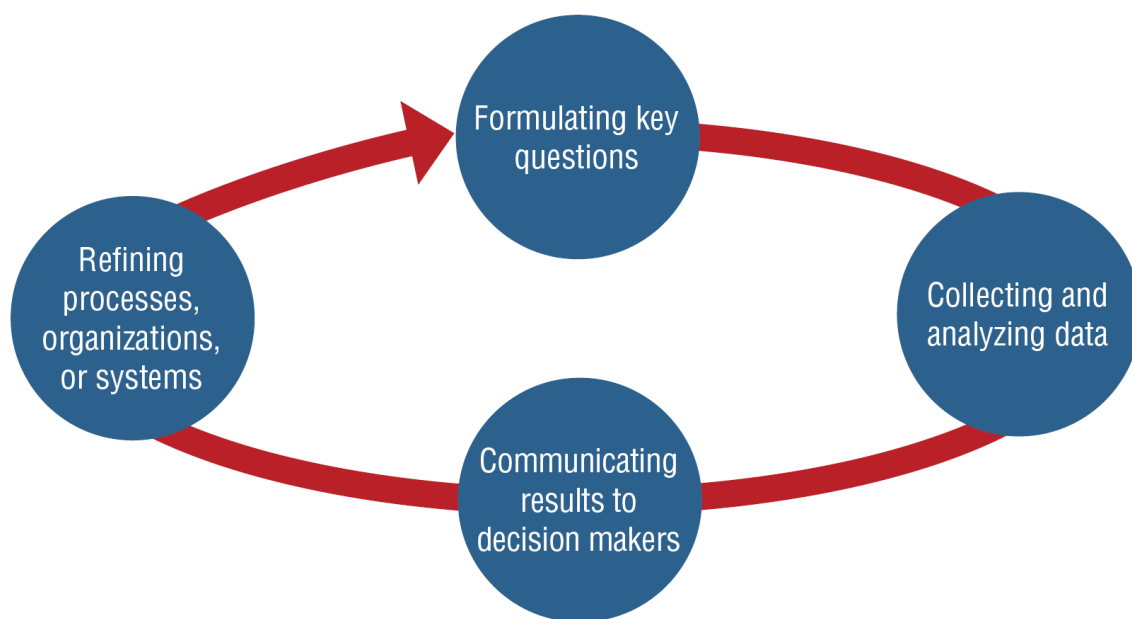 Formulating key
questions
Collecting and
analyzing data
Communicating
results to
decision makers
Refining
processes,
organizations,
or systems